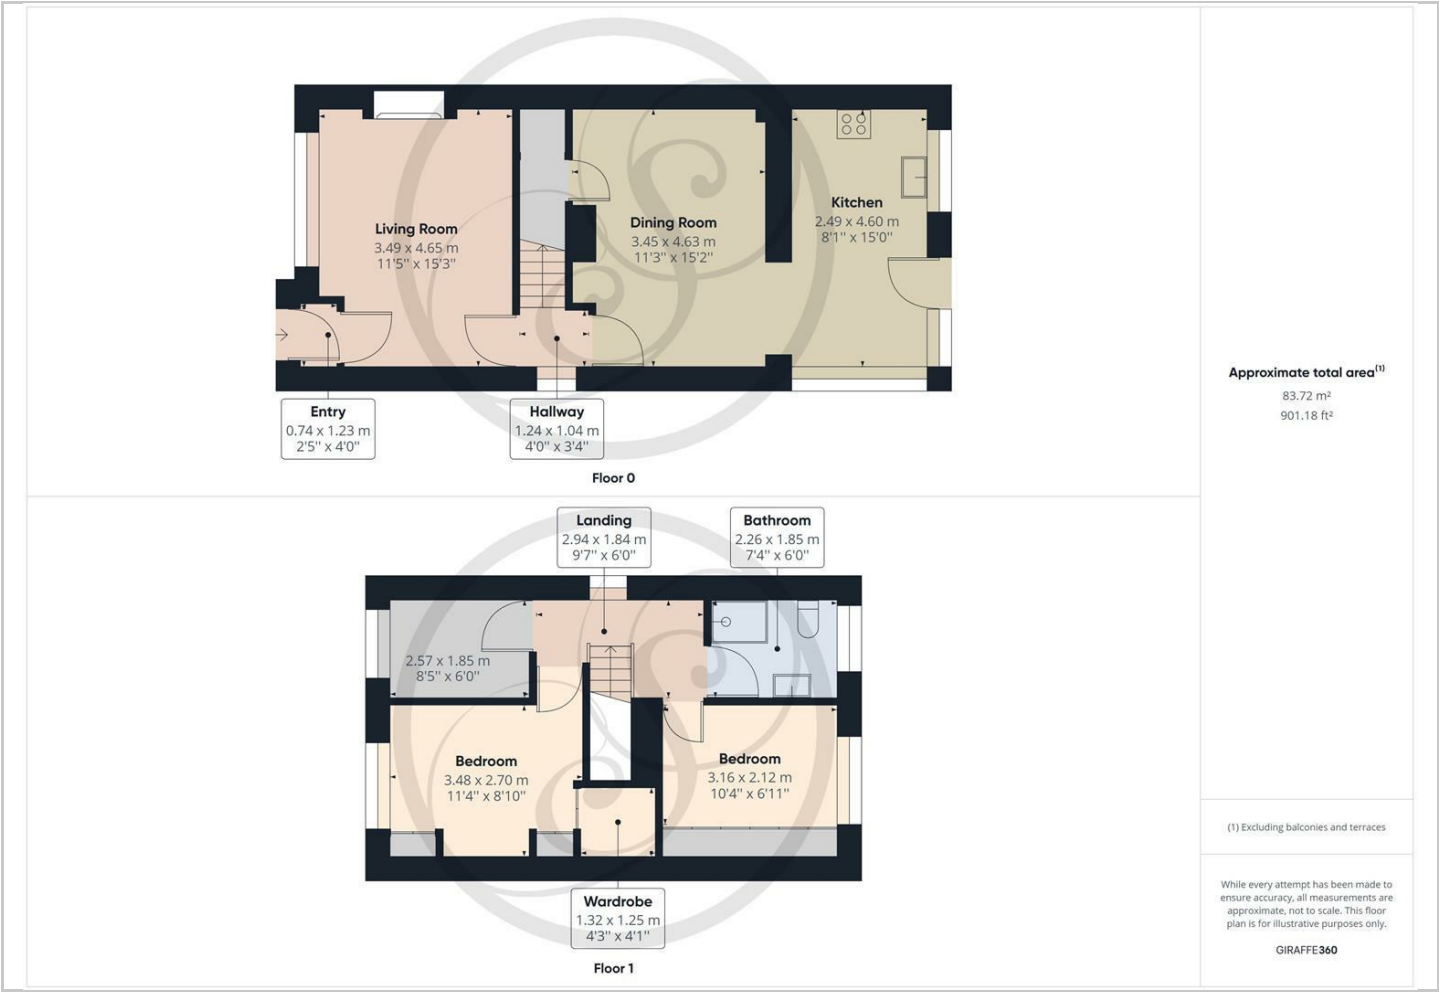 Living Room
3.49 x 4.65 m
11'5" x 15'3"
Dining Room
3.45 x 4.63 m
11'3" x 15'2"
Kitchen
2.49 x 4.60 m
8'1" x 15'0"
Entry
0.74 x 1.23 m
2'5" x 4'0"
Hallway
1.24 x 1.04 m
4'0" x 3'4"
Floor 0
Landing
2.94 x 1.84 m
9'7" x 6'0"
Bathroom
2.26 x 1.85 m
7'4" x 6'0"
2.57 x 1.85 m
8'5" x 6'0"
Bedroom
3.48 x 2.70 m
11'4" x 8'10"
Bedroom
3.16 x 2.12 m
10'4" x 6'11"
Wardrobe
1.32 x 1.25 m
4'3" x 4'1"
Floor 1
Approximate total area(1)
83.72 m²
901.18 ft²
(1) Excluding balconies and terraces
While every attempt has been made to
ensure accuracy, all measurements are
approximate, not to scale. This floor
plan is for illustrative purposes only.
GIRAFFE360